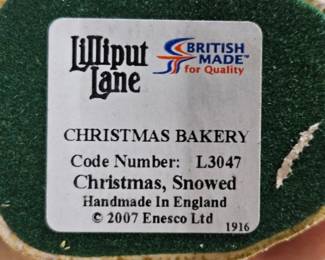 Lilliput
Lane
BRITISH
MADE™
for Quality
CHRISTMAS BAKERY
Code Number: L3047
Christmas, Snowed
Handmade In England
© 2007 Enesco Ltd
1916